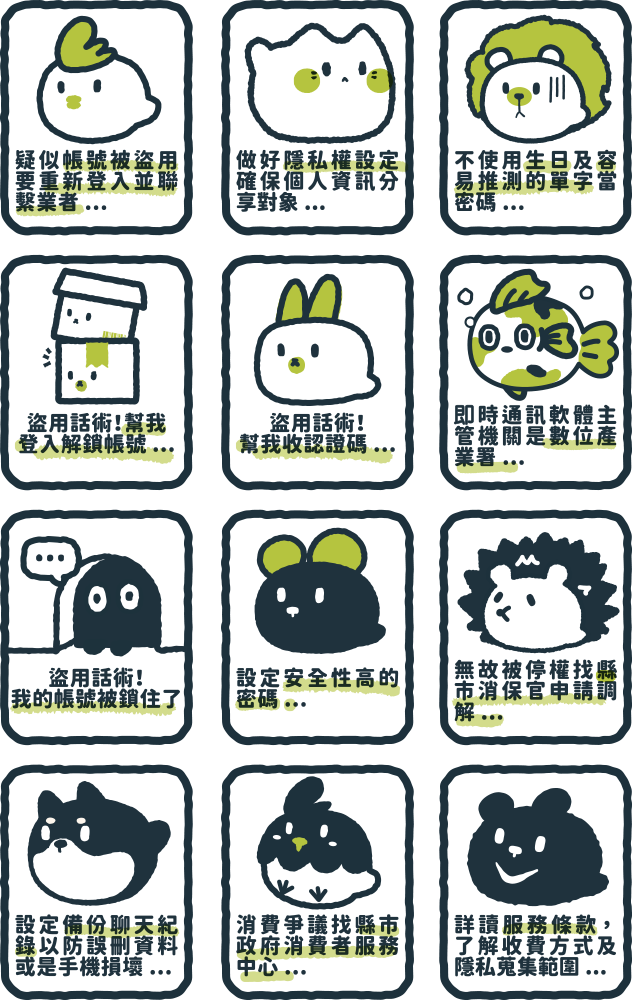 疑似帳號被盜用
要重新登入並聯
繫業者…
做好隱私權設定
確保個人資訊分
享對象…
不使用生日及容
易推測的單字當
密碼…
盜用話術!幫我
登入解鎖帳號…
盜用話術!
幫我收認證碼…
即時通訊軟體主
管機關是數位產
業署…
盜用話術!
我的帳號被鎖住了
設定安全性高的
密碼…
無故被停權找縣
市消保官申請調
解…
設定備份聊天紀
錄以防誤刪資料
或是手機損壞…
消費爭議找縣市
政府消費者服務
中心…
詳讀服務條款,
了解收費方式及
隱私蒐集範圍…